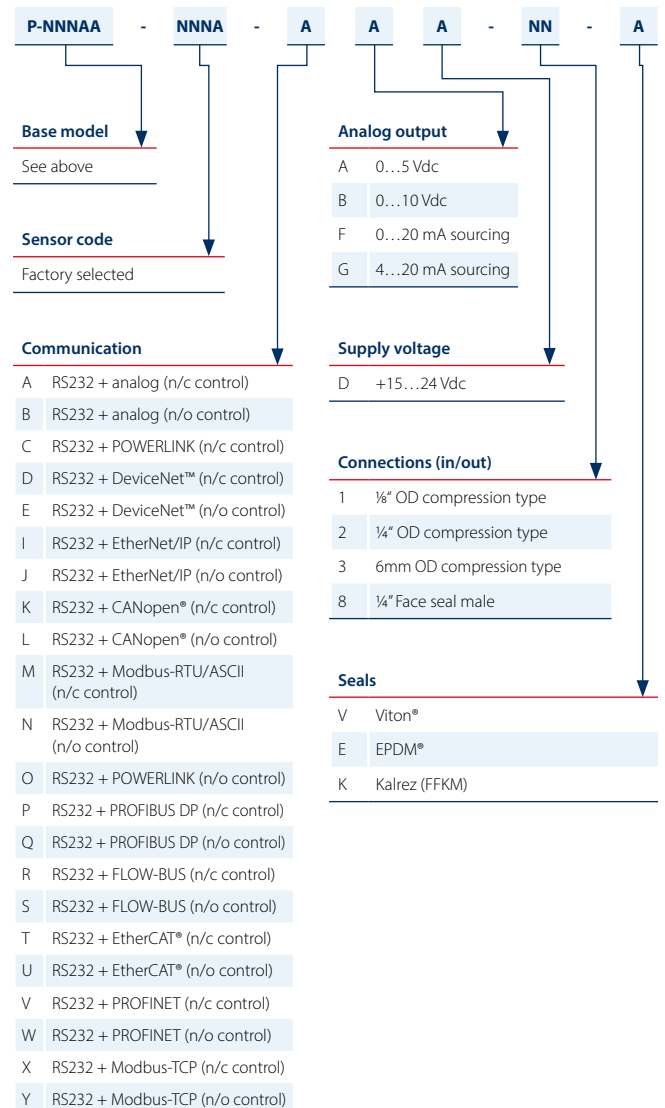 P-NNNAA - NNNA - A A A - NN - A
Base model
See above
Sensor code
Factory selected
Communication
A RS232 + analog (n/c control)
B RS232 + analog (n/o control)
C RS232 + POWERLINK (n/c control)
D RS232 + DeviceNet™ (n/c control)
E RS232 + DeviceNet™ (n/o control)
I RS232 + EtherNet/IP (n/c control)
J RS232 + EtherNet/IP (n/o control)
K RS232 + CANopen® (n/c control)
L RS232 + CANopen® (n/o control)
M RS232 + Modbus-RTU/ASCII
(n/c control)
N RS232 + Modbus-RTU/ASCII
(n/o control)
O RS232 + POWERLINK (n/o control)
P RS232 + PROFIBUS DP (n/c control)
Q RS232 + PROFIBUS DP (n/o control)
R RS232 + FLOW-BUS (n/c control)
S RS232 + FLOW-BUS (n/o control)
T RS232 + EtherCAT® (n/c control)
U RS232 + EtherCAT® (n/o control)
V RS232 + PROFINET (n/c control)
W RS232 + PROFINET (n/o control)
X RS232 + Modbus-TCP (n/c control)
Y RS232 + Modbus-TCP (n/o control)
Analog output
A 0…5 Vdc
B 0…10 Vdc
F 0…20 mA sourcing
G 4…20 mA sourcing
Supply voltage
D +15…24 Vdc
Connections (in/out)
1 ⅛“ OD compression type
2 ¼“ OD compression type
3 6mm OD compression type
8 ¼” Face seal male
Seals
V Viton®
E EPDM®
K Kalrez (FFKM)